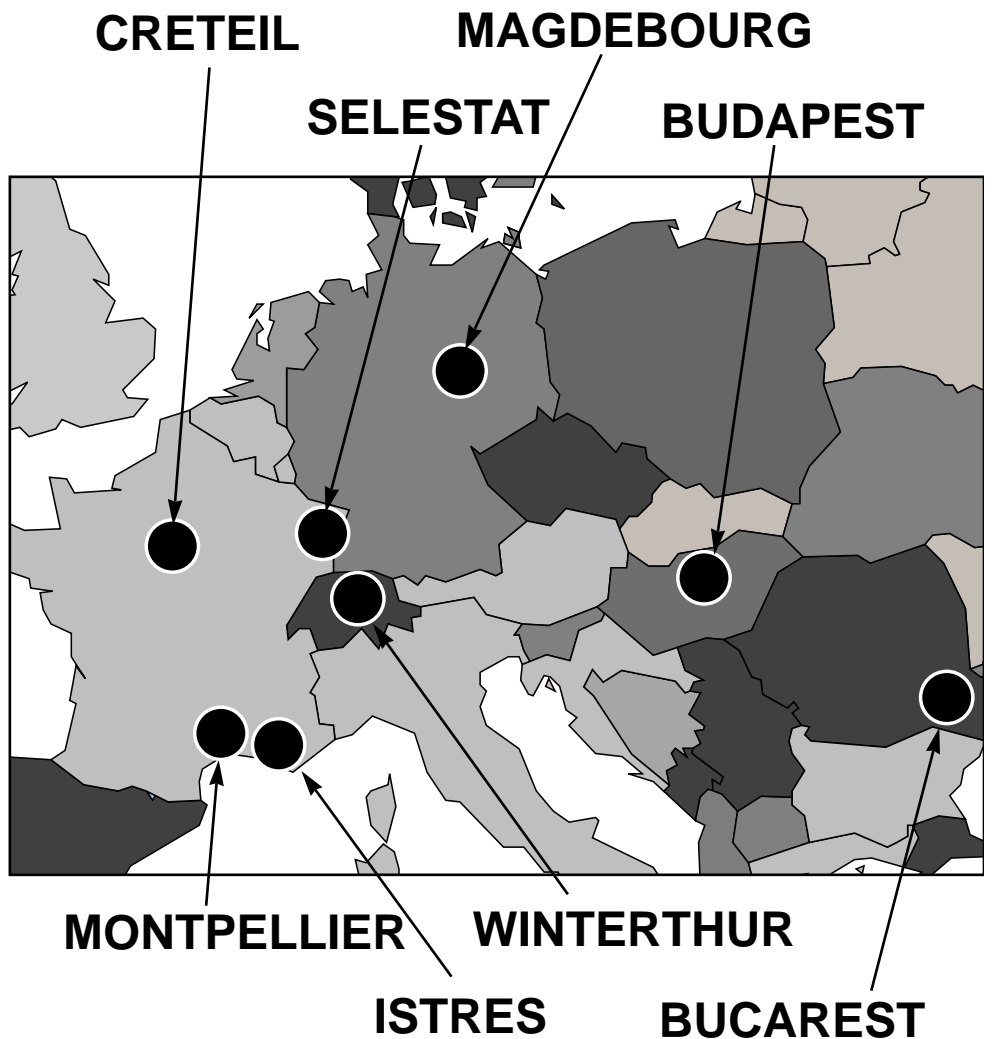 CRETEIL
MAGDEBOURG
SELESTAT
BUDAPEST
MONTPELLIER
WINTERTHUR
ISTRES
BUCAREST